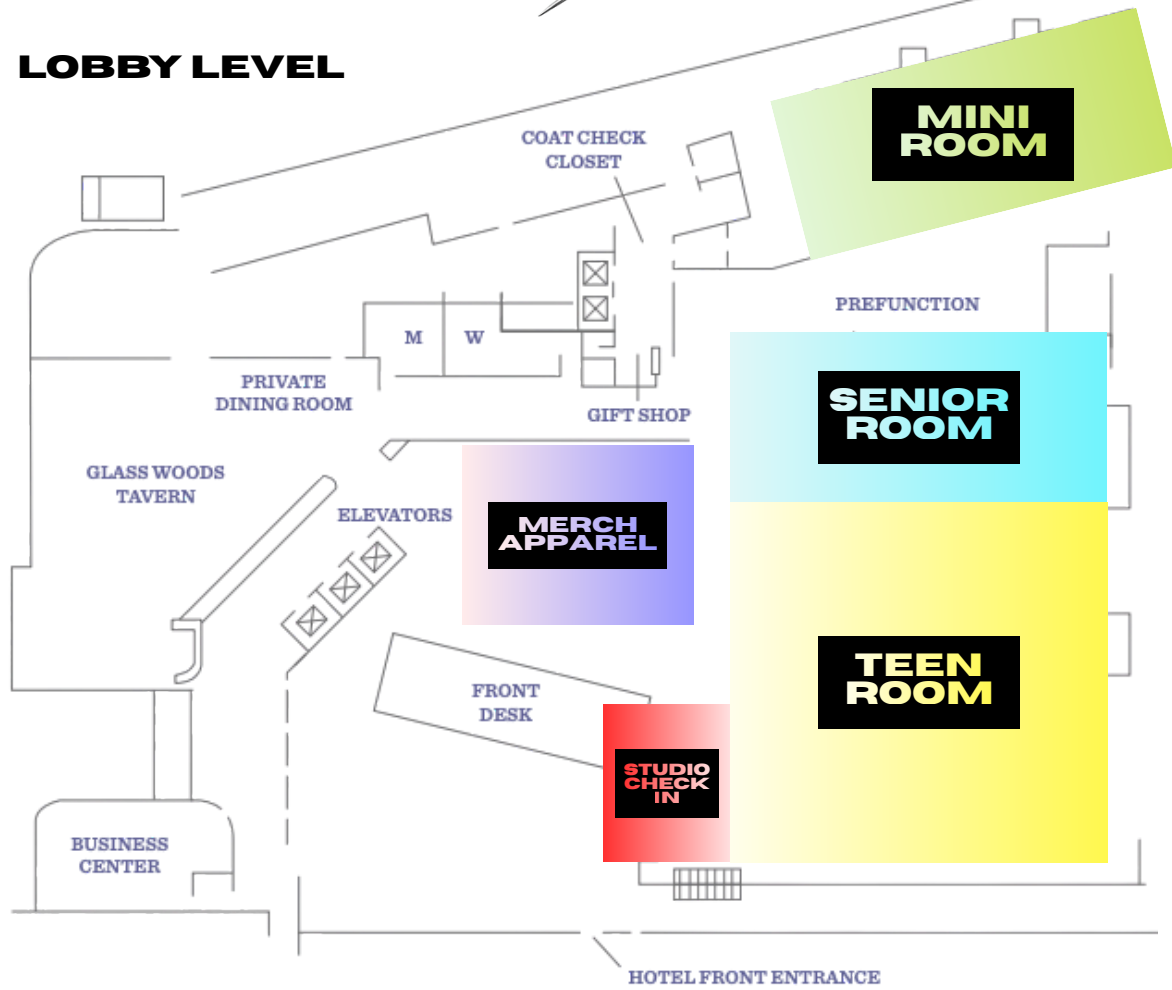 LOBBY LEVEL
MINI
ROOM
COAT CHECK
CLOSET
PREFUNCTION
M
W
PRIVATE
DINING ROOM
GIFT SHOP
SENIOR
ROOM
GLASS WOODS
TAVERN
ELEVATORS
MERCH
APPAREL
FRONT
DESK
TEEN
ROOM
STUDIO
CHECK
IN
BUSINESS
CENTER
HOTEL FRONT ENTRANCE